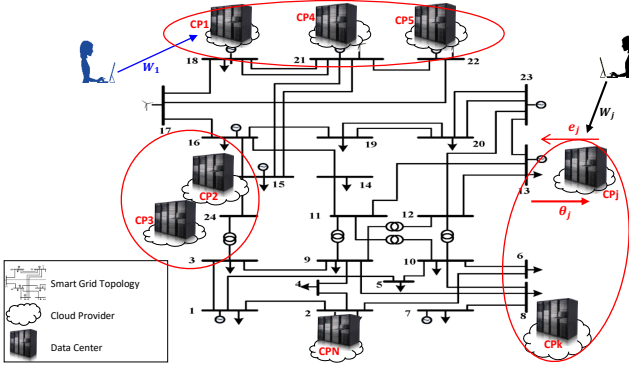 CP1
CP4
CP5
W1
18
21
22
23
Wj
17
16
19
20
ej
CP2
15
14
13
CPj
θj
CP3
24
11
12
3
9
10
6
4
5
1
2
7
8
CPN
CPk
Smart Grid Topology
Cloud Provider
Data Center